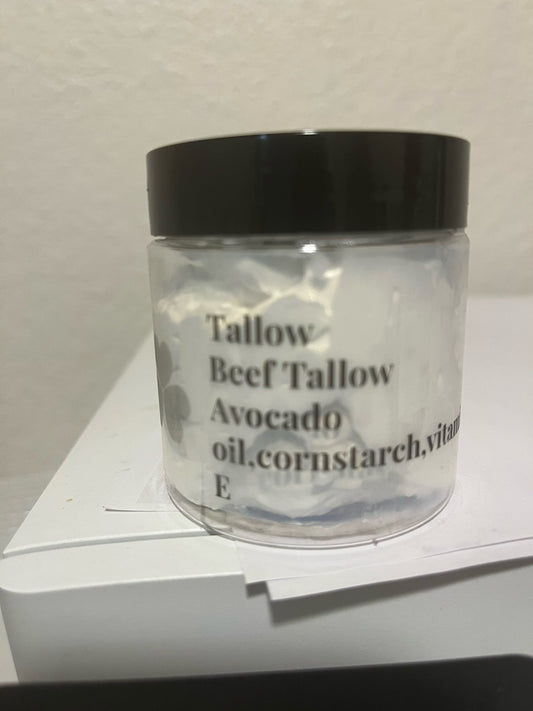 Tallow
Beef Tallow
Avocado
oil,cornstarch,vitam
E